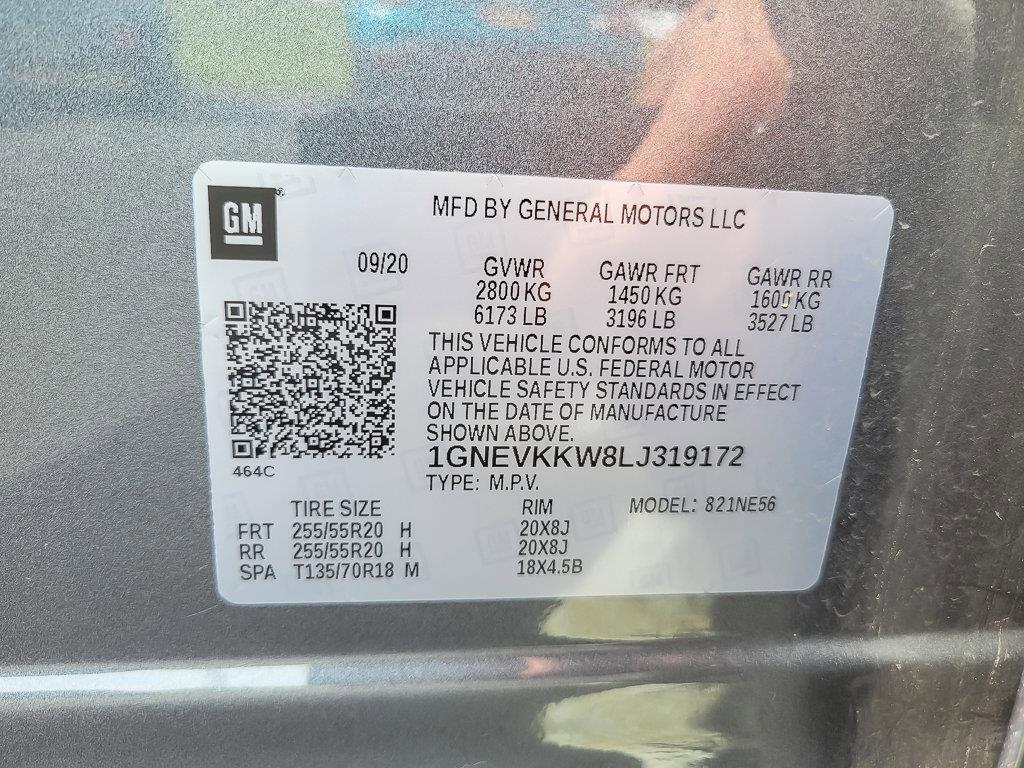 GM®
MFD BY GENERAL MOTORS LLC
09/20
GVWR GAWR FRT GAWR RR
2800 KG 1450 KG 1600 KG
6173 LB 3196 LB 3527 LB
THIS VEHICLE CONFORMS TO ALL
APPLICABLE U.S. FEDERAL MOTOR
VEHICLE SAFETY STANDARDS IN EFFECT
ON THE DATE OF MANUFACTURE
SHOWN ABOVE.
464C
1GNEVKKW8LJ319172
TYPE: M.P.V.
TIRE SIZE RIM MODEL: 821NE56
FRT 255/55R20 H 20X8J
RR 255/55R20 H 20X8J
SPA T135/70R18 M 18X4.5B